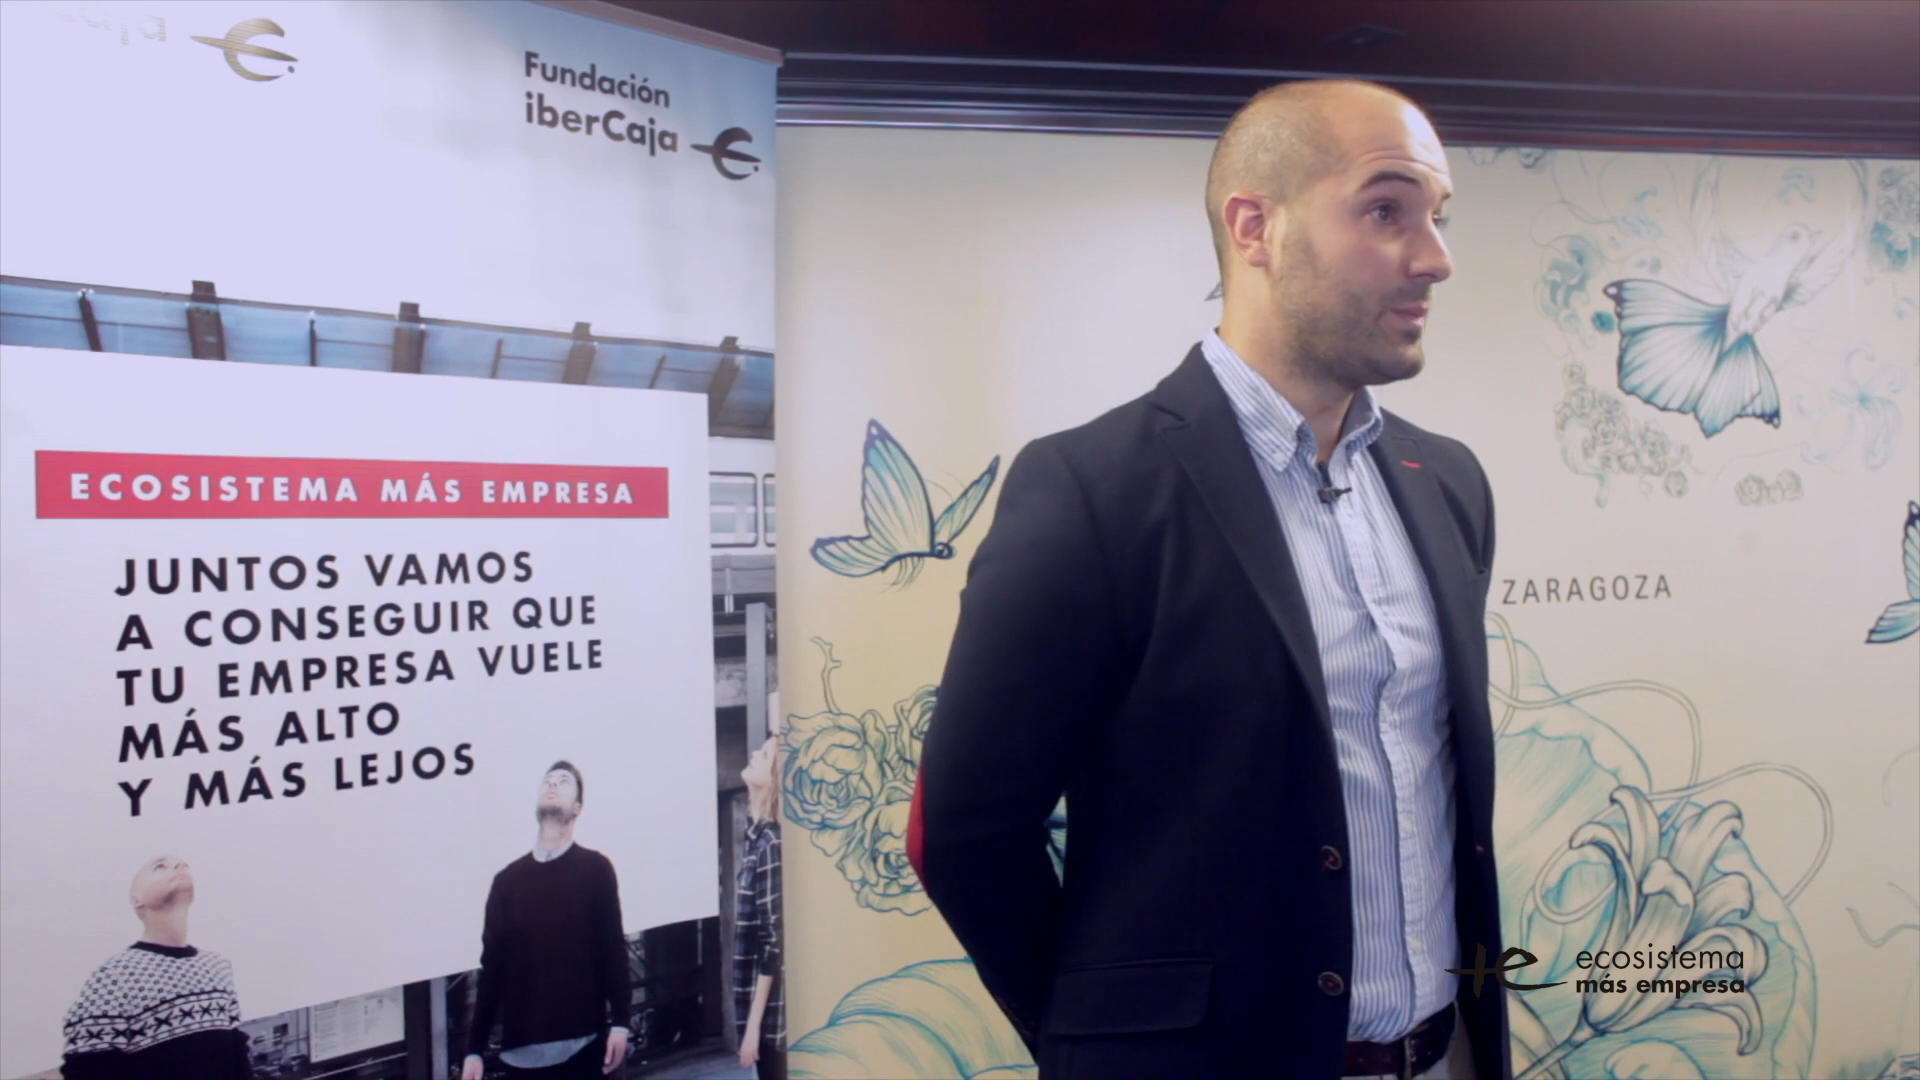 Fundación
iberCaja
ECOSISTEMA MÁS EMPRESA
JUNTOS VAMOS
A CONSEGUIR QUE
TU EMPRESA VUELE
MÁS ALTO
Y MÁS LEJOS
ZARAGOZA
+e ecosistema
más empresa